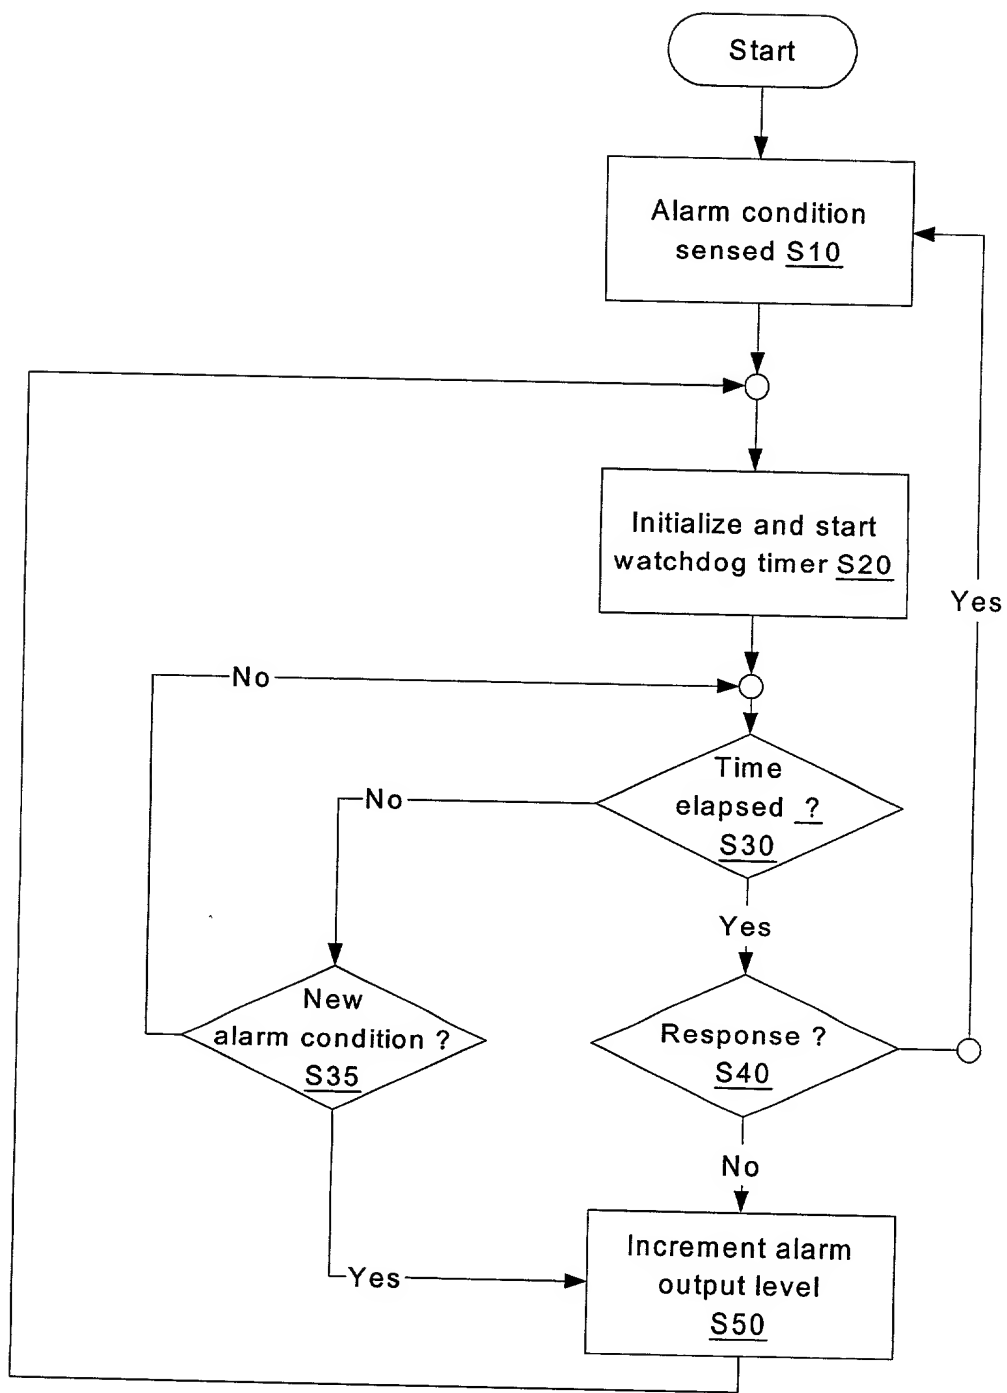 Start
Alarm condition
sensed S10
Initialize and start
watchdog timer S20
Yes
No
Time
elapsed ?
S30
No
Yes
New
alarm condition ?
S35
Response ?
S40
No
Yes
Increment alarm
output level
S50